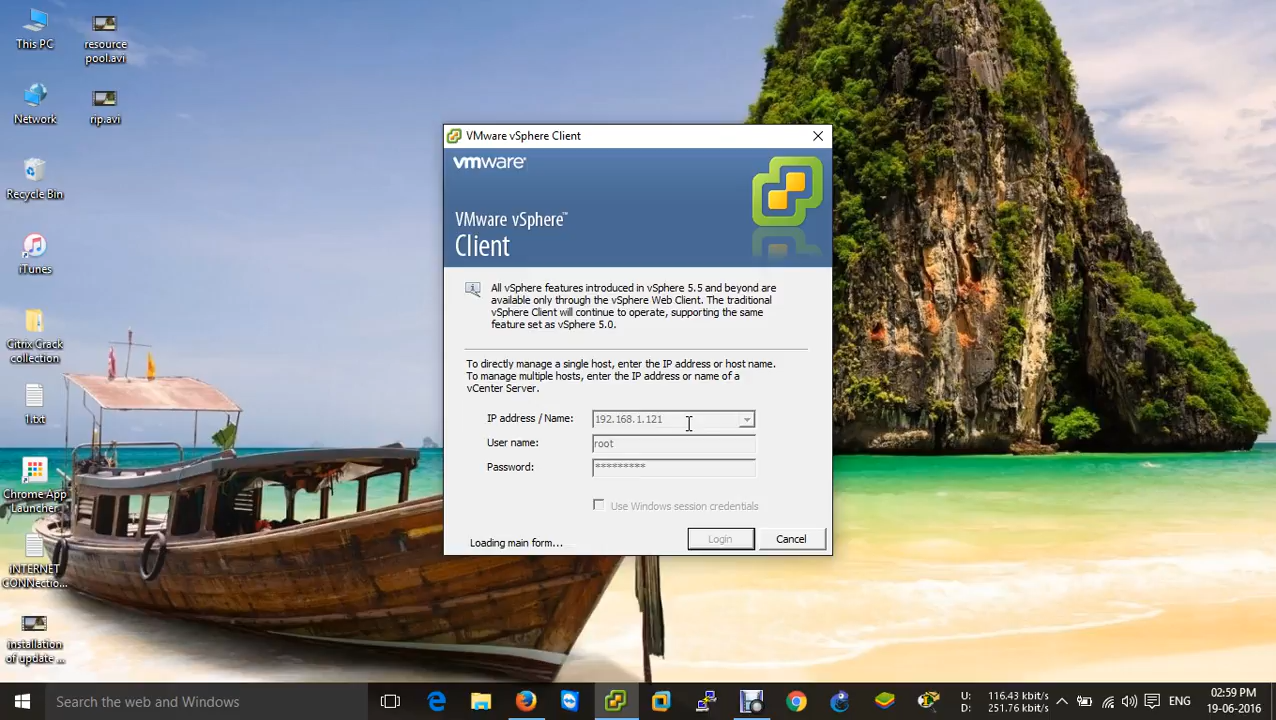 This PC
resource
pool.avi
Network
rip.avi
Recycle Bin
iTunes
Citrix Crack
collection
1.txt
Chrome App
Launcher
INTERNET
CONNectio...
installation
of update ...
VMware vSphere Client
vmware®
VMware vSphere™
Client
All vSphere features introduced in vSphere 5.5 and beyond are
available only through the vSphere Web Client. The traditional
vSphere Client will continue to operate, supporting the same
feature set as vSphere 5.0.
To directly manage a single host, enter the IP address or host name.
To manage multiple hosts, enter the IP address or name of a
vCenter Server.
IP address / Name: 192.168.1.121
User name: root
Password: *********
Use Windows session credentials
Loading main form... Login Cancel
Search the web and Windows
U: 116.43 kbit/s
D: 251.76 kbit/s
ENG
02:59 PM
19-06-2016